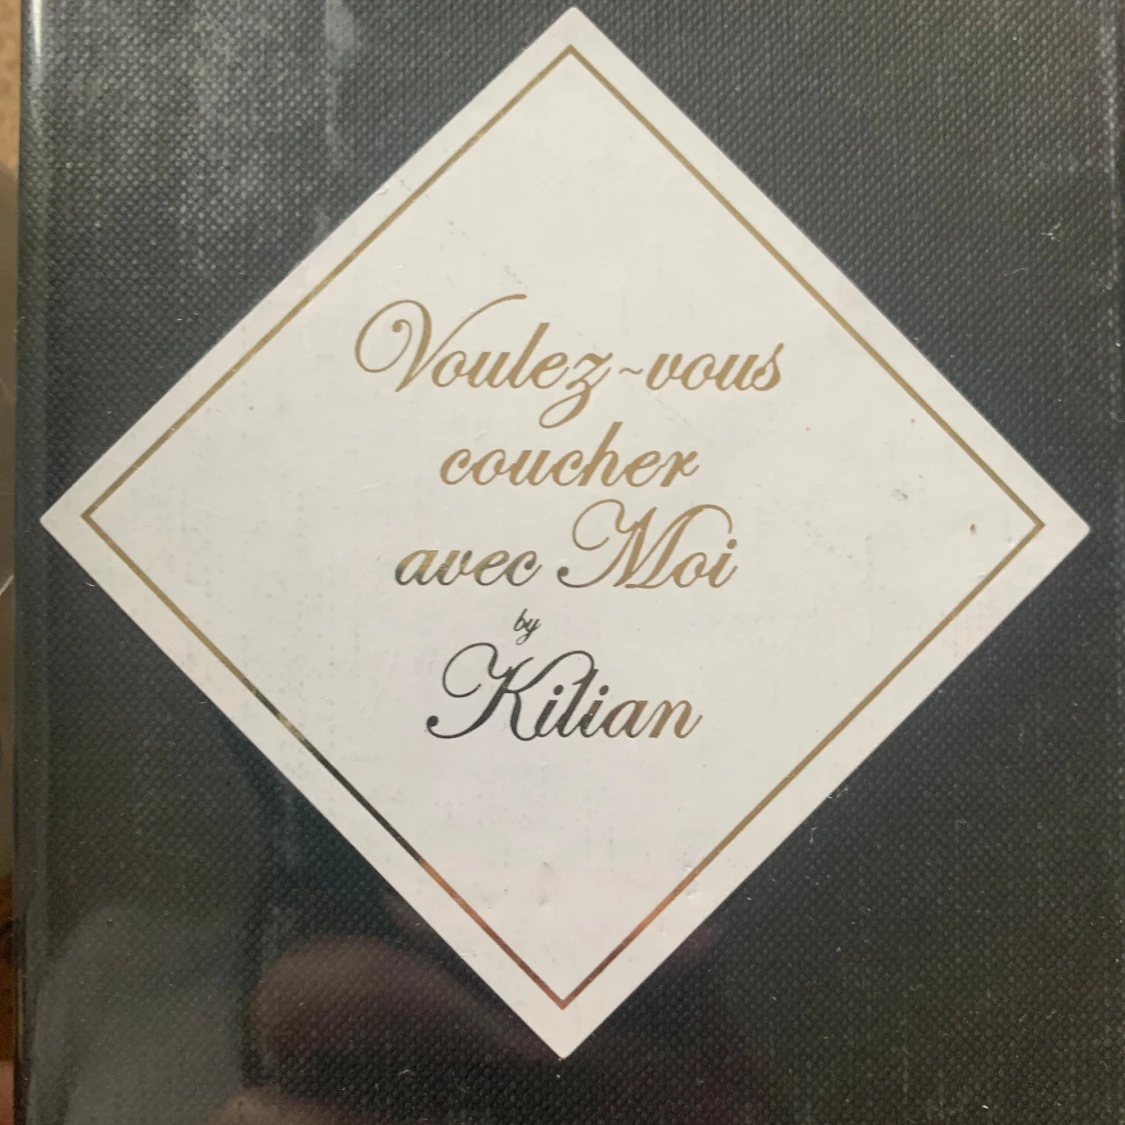 Voulez~vous
coucher
avec Moi
by
Kilian